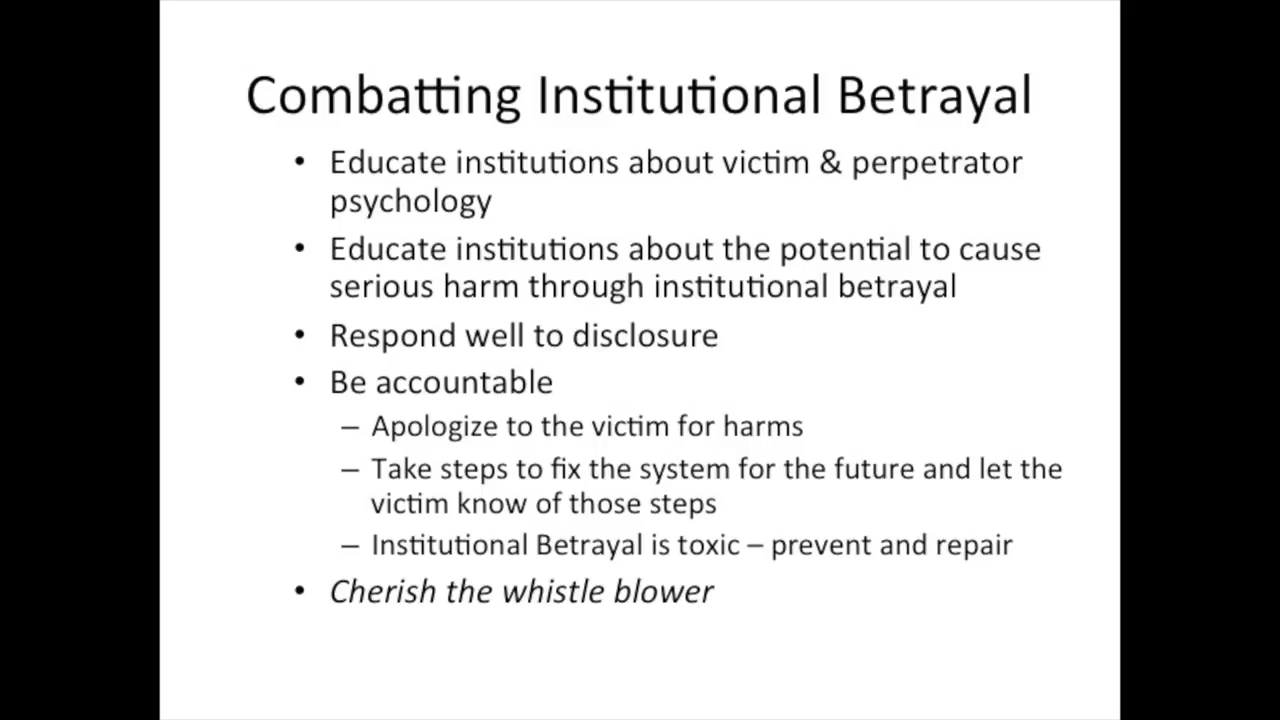 Combatting Institutional Betrayal
• Educate institutions about victim & perpetrator
psychology
• Educate institutions about the potential to cause
serious harm through institutional betrayal
• Respond well to disclosure
• Be accountable
– Apologize to the victim for harms
– Take steps to fix the system for the future and let the
victim know of those steps
– Institutional Betrayal is toxic – prevent and repair
• Cherish the whistle blower